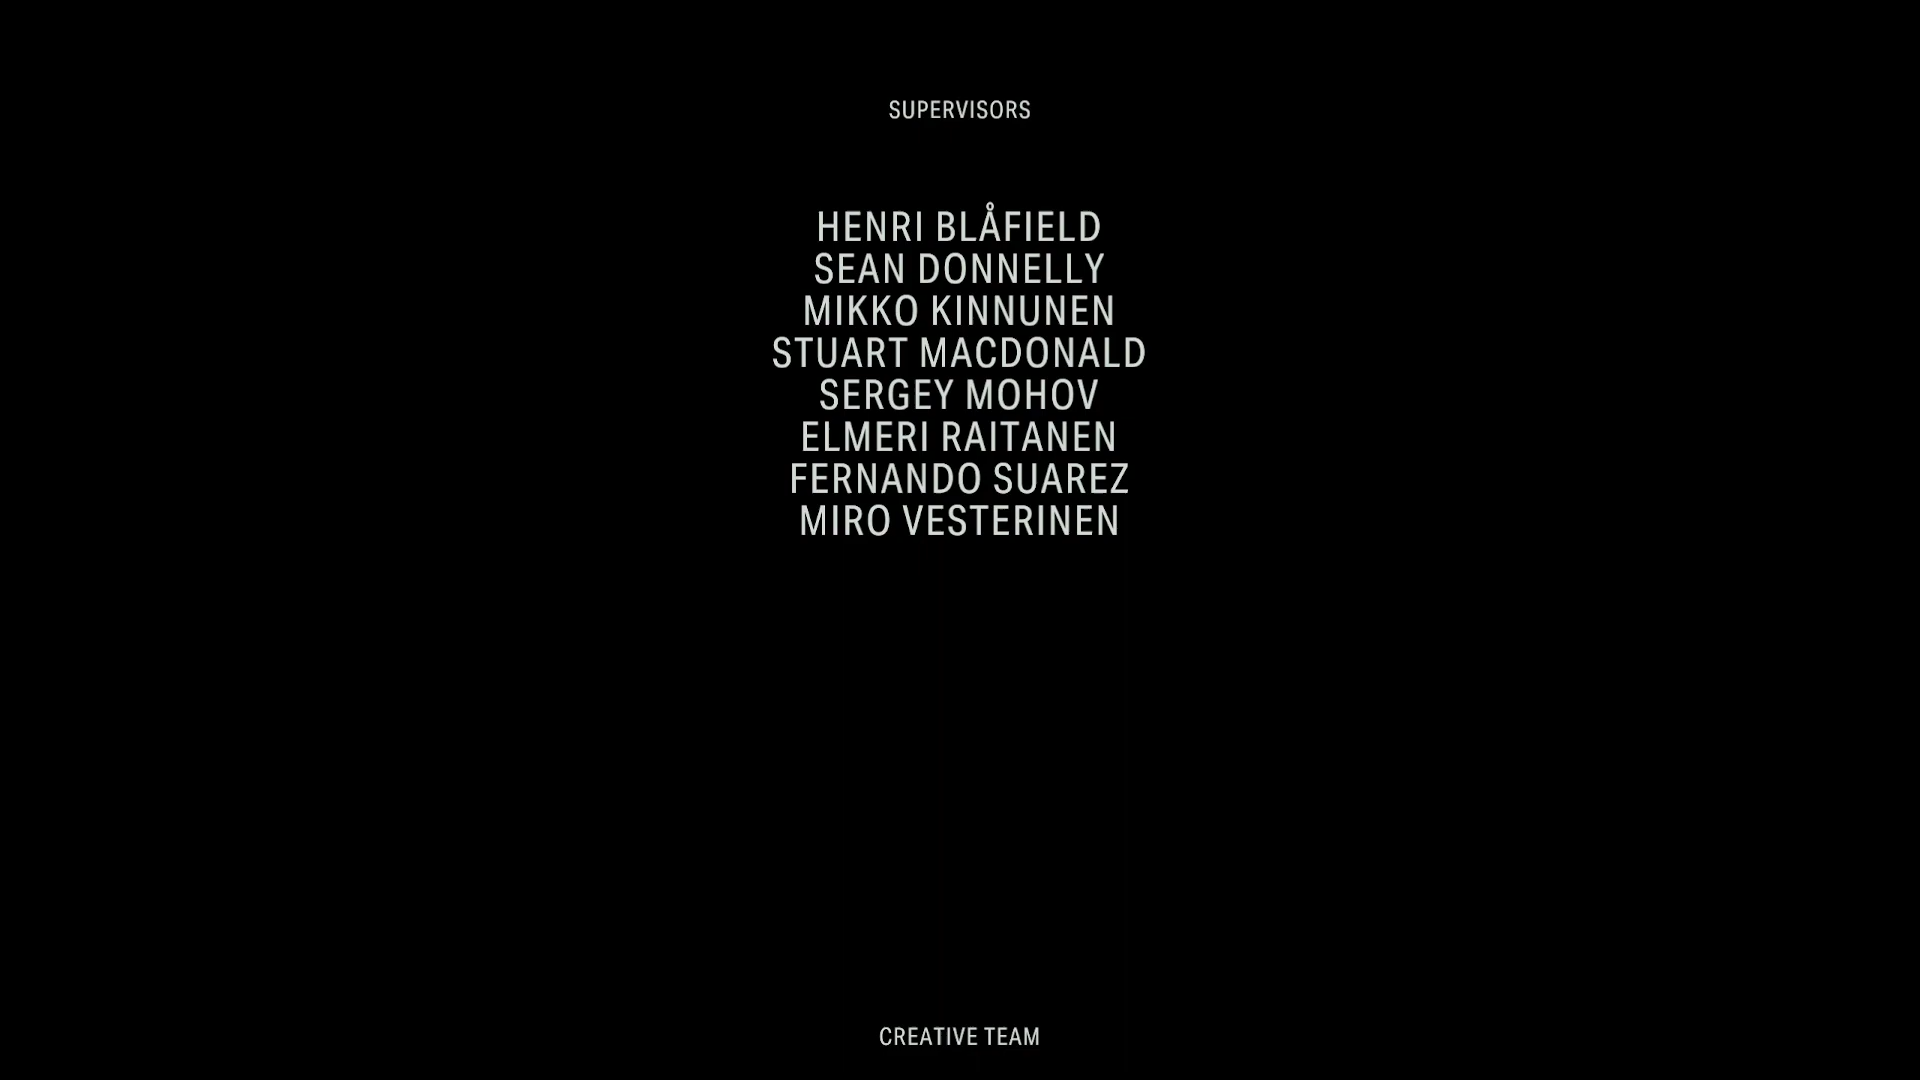 SUPERVISORS
HENRI BLÅFIELD
SEAN DONNELLY
MIKKO KINNUNEN
STUART MACDONALD
SERGEY MOHOV
ELMERI RAITANEN
FERNANDO SUAREZ
MIRO VESTERINEN
CREATIVE TEAM